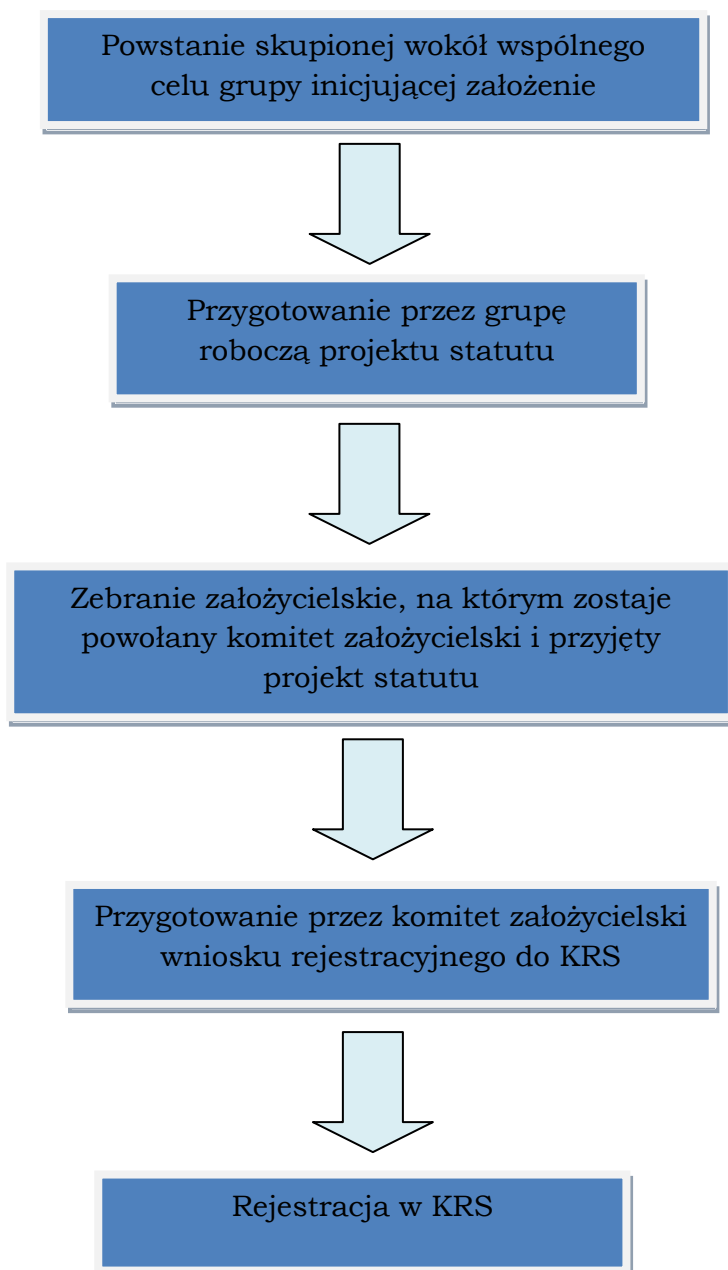 Powstanie skupionej wokół wspólnego
celu grupy inicjującej założenie
Przygotowanie przez grupę
roboczą projektu statutu
Zebranie założycielskie, na którym zostaje
powołany komitet założycielski i przyjęty
projekt statutu
Przygotowanie przez komitet założycielski
wniosku rejestracyjnego do KRS
Rejestracja w KRS